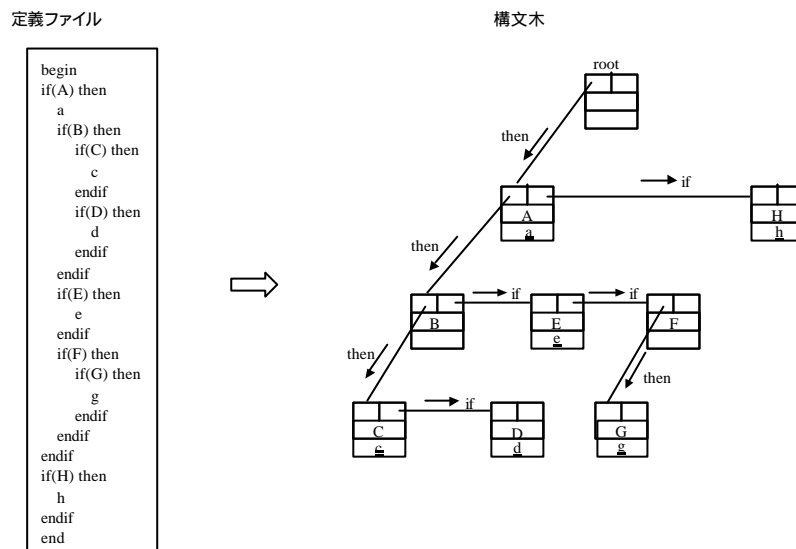 定義ファイル
構文木
begin
if(A) then
a
if(B) then
if(C) then
c
endif
if(D) then
d
endif
endif
if(E) then
e
endif
if(F) then
if(G) then
g
endif
endif
endif
if(H) then
h
endif
end
root
then
if
A
a
H
h
then
if
if
B
E
e
F
then
then
if
C
c
D
d
G
g